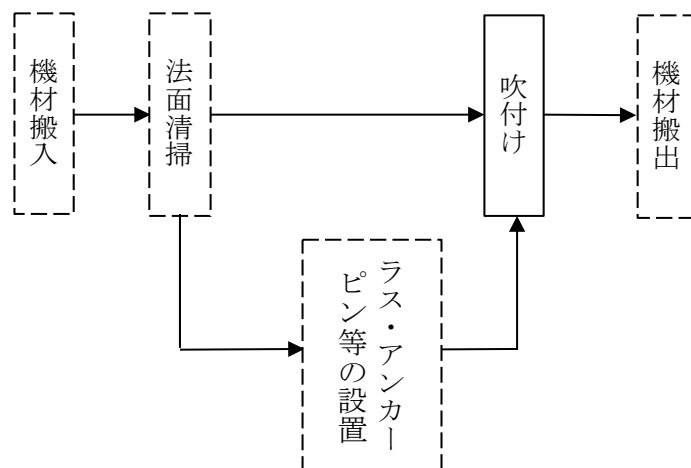 機材搬入
法面清掃
ラス・アンカー
ピン等の設置
吹付け
機材搬出